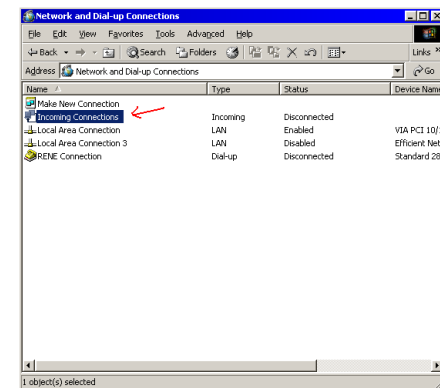 Network and Dial-up Connections
File Edit View Favorites Tools Advanced Help
Back Search Folders Links »
Address Network and Dial-up Connections Go
Name Type Status Device Name
Make New Connection
Incoming Connections Incoming Disconnected
Local Area Connection LAN Enabled VIA PCI 10/
Local Area Connection 3 LAN Disabled Efficient Net
RENE Connection Dial-up Disconnected Standard 28
1 object(s) selected